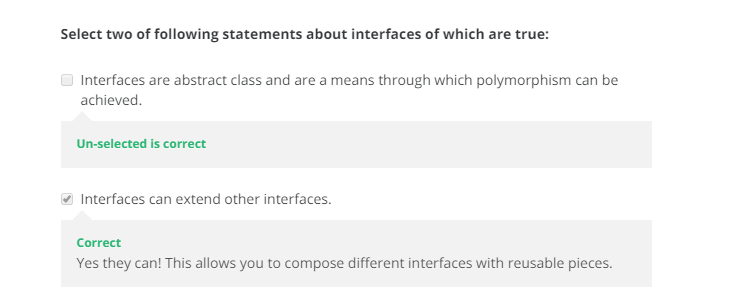 Select two of following statements about interfaces of which are true:
Interfaces are abstract class and are a means through which polymorphism can be
achieved.
Un-selected is correct
Interfaces can extend other interfaces.
Correct
Yes they can! This allows you to compose different interfaces with reusable pieces.